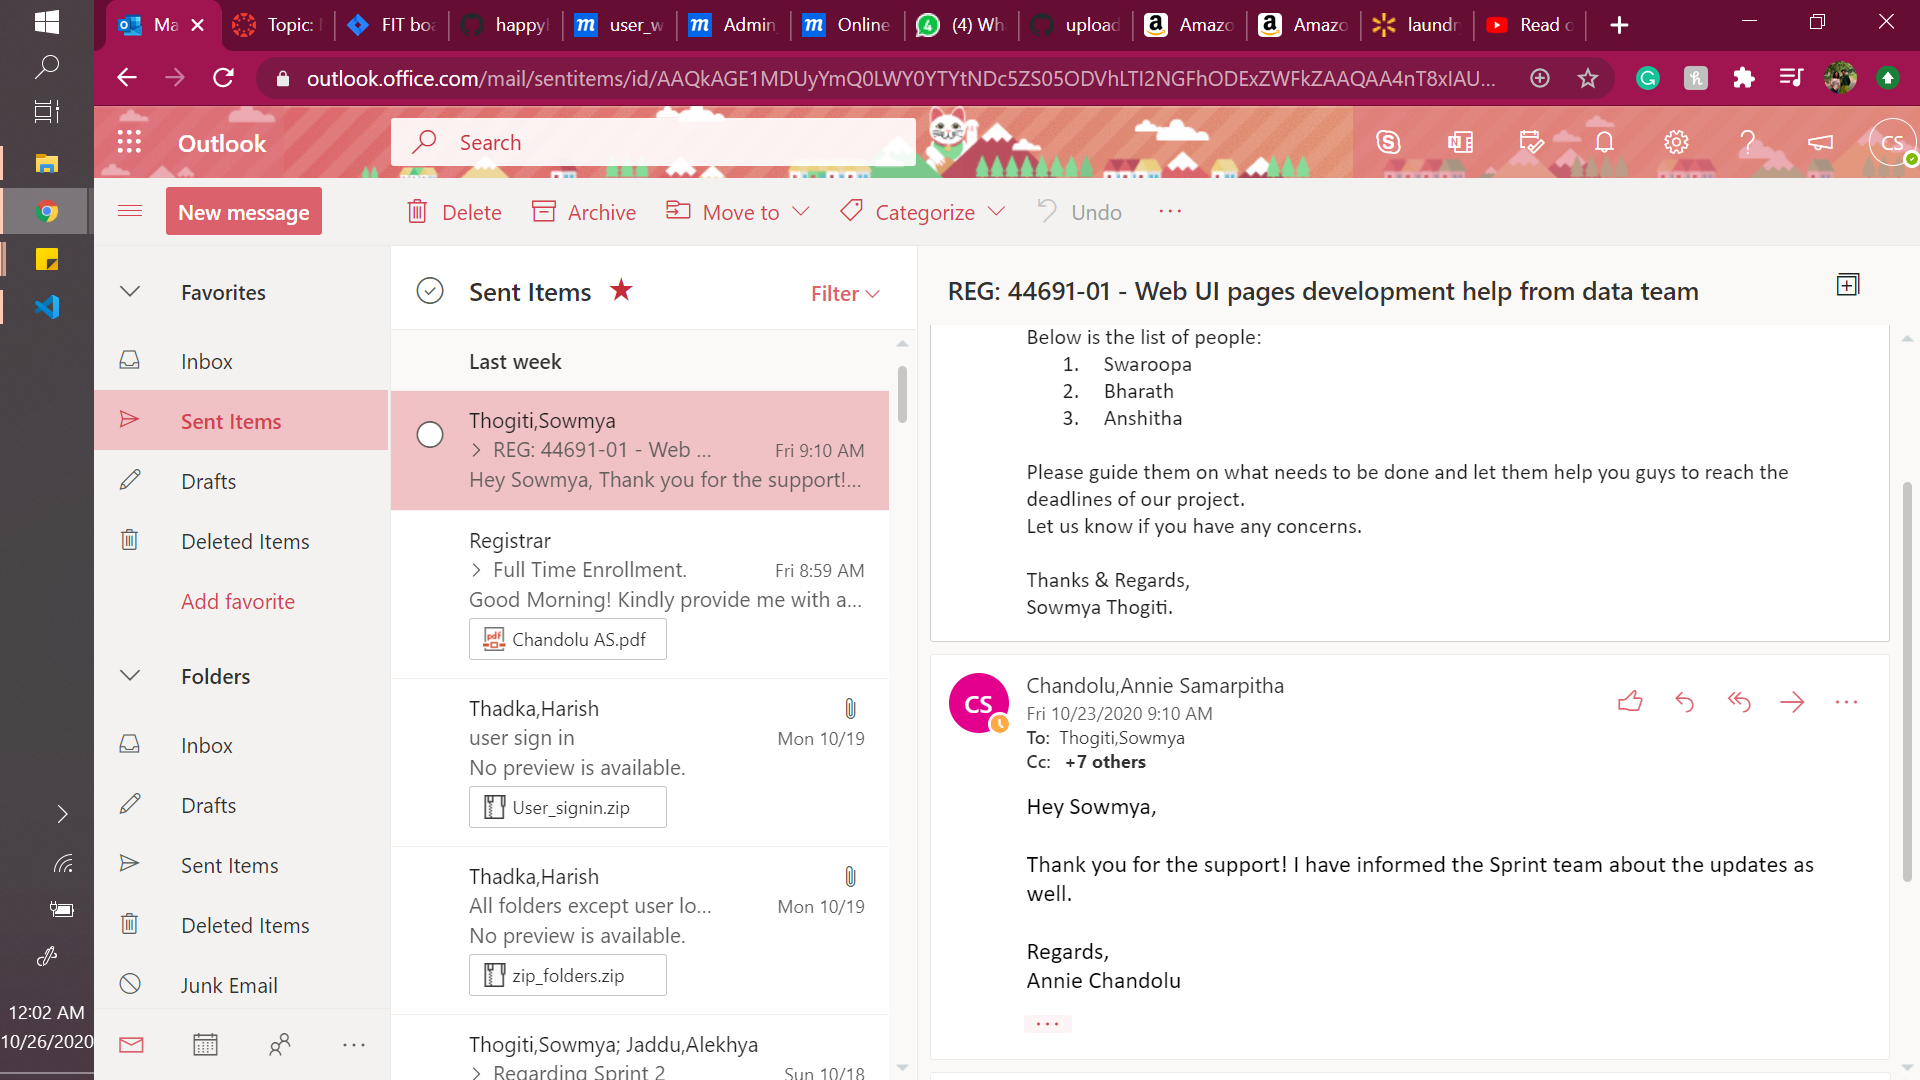 Ma
Topic:
FIT boa
happyh
user_w
Admin_
Online
(4) Wh
upload
Amazo
Amazo
laundr
Read o
outlook.office.com/mail/sentitems/id/AAQkAGE1MDUyYmQ0LWY0YTYtNDc5ZS05ODVhLTI2NGFhODExZWFkZAAQAA4nT8xIAU...
Outlook
Search
CS
New message
Delete
Archive
Move to
Categorize
Undo
Favorites
Inbox
Sent Items
Drafts
Deleted Items
Add favorite
Folders
Inbox
Drafts
Sent Items
Deleted Items
Junk Email
12:02 AM
10/26/2020
Sent Items
Filter
Last week
Thogiti,Sowmya
REG: 44691-01 - Web ... Fri 9:10 AM
Hey Sowmya, Thank you for the support!...
Registrar
Full Time Enrollment. Fri 8:59 AM
Good Morning! Kindly provide me with a...
Chandolu AS.pdf
Thadka,Harish
user sign in Mon 10/19
No preview is available.
User_signin.zip
Thadka,Harish
All folders except user lo... Mon 10/19
No preview is available.
zip_folders.zip
Thogiti,Sowmya; Jaddu,Alekhya
Regarding Sprint 2 Sun 10/18
REG: 44691-01 - Web UI pages development help from data team
Below is the list of people:
1. Swaroopa
2. Bharath
3. Anshitha
Please guide them on what needs to be done and let them help you guys to reach the
deadlines of our project.
Let us know if you have any concerns.
Thanks & Regards,
Sowmya Thogiti.
CS
Chandolu,Annie Samarpitha
Fri 10/23/2020 9:10 AM
To: Thogiti,Sowmya
Cc: +7 others
Hey Sowmya,
Thank you for the support! I have informed the Sprint team about the updates as
well.
Regards,
Annie Chandolu